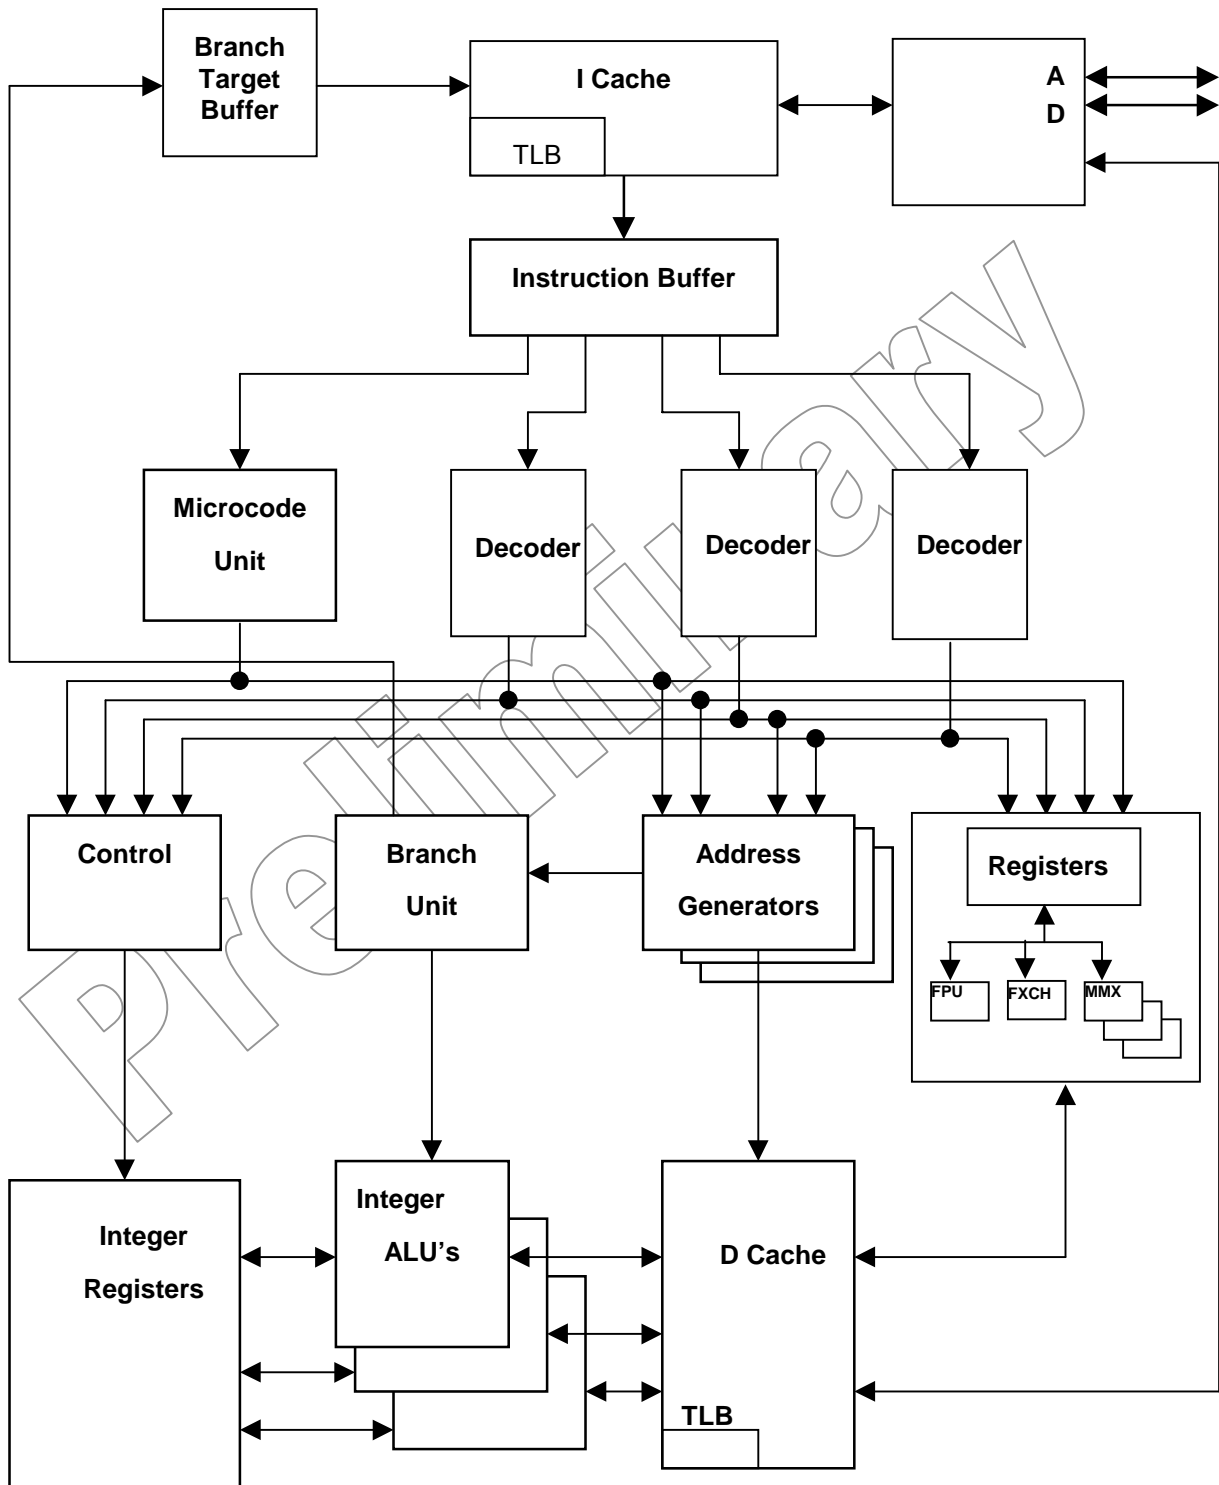 Branch
Target
Buffer
I Cache
TLB
A
D
Instruction Buffer
Microcode
Unit
Decoder
Decoder
Decoder
Preliminary
Control
Branch
Unit
Address
Generators
Registers
FPU
FXCH
MMX
Integer
Registers
Integer
ALU's
D Cache
TLB